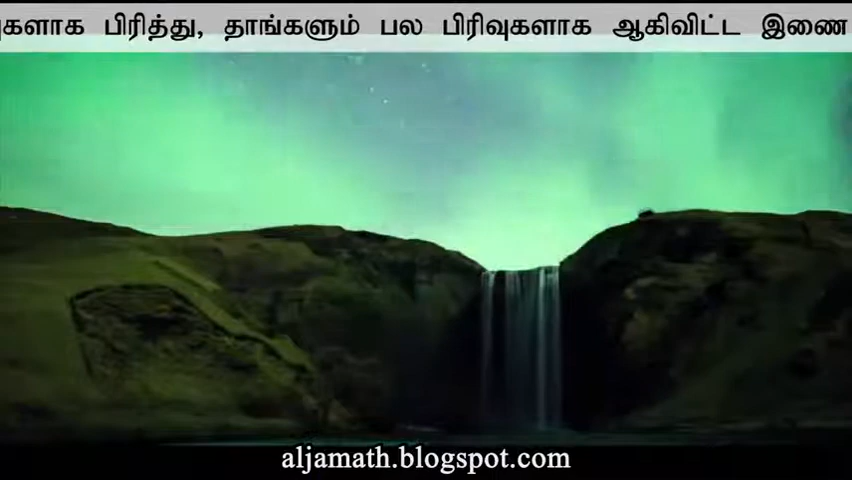 களாக பிரித்து, தாங்களும் பல பிரிவுகளாக ஆகிவிட்ட இணை
aljamath.blogspot.com